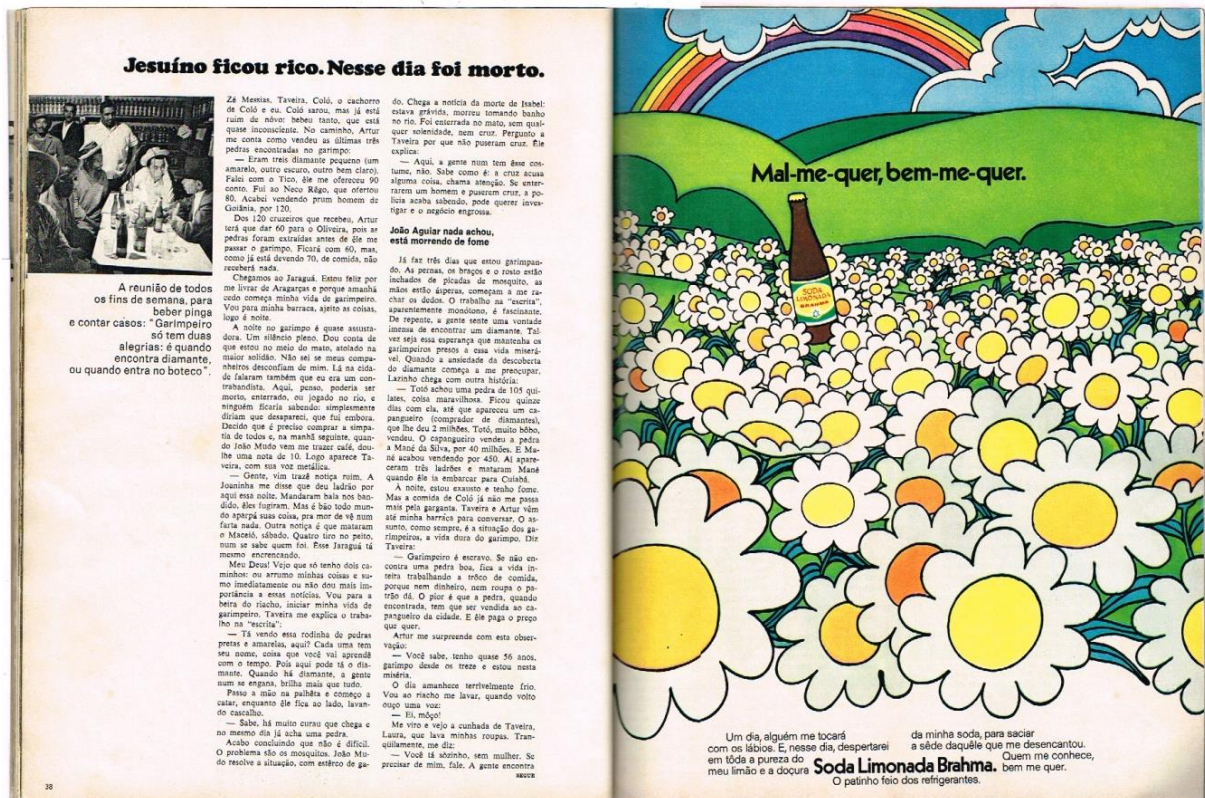 Jesuíno ficou rico. Nesse dia foi morto.
A reunião de todos
os fins de semana, para
beber pinga
e contar casos: "Garimpeiro
só tem duas
alegrias: é quando
encontra diamante,
ou quando entra no boteco".
Zé Messias, Taveira, Coló, o cachorro
de Coló e eu. Coló sarou, mas já está
ruim de nôvo: bebeu tanto, que está
quase inconsciente. No caminho, Artur
me conta como vendeu as últimas três
pedras encontradas no garimpo:
— Eram treis diamante pequeno (um
amarelo, outro escuro, outro bem claro).
Falei com o Tico, êle me ofereceu 90
conto. Fui ao Neco Rêgo, que ofertou
80. Acabei vendendo prum homem de
Goiânia, por 120.
Dos 120 cruzeiros que recebeu, Artur
terá que dar 60 para o Oliveira, pois as
pedras foram extraídas antes de êle me
passar o garimpo. Ficará com 60, mas,
como já está devendo 70, de comida, não
receberá nada.
Chegamos ao Jaraguá. Estou feliz por
me livrar de Aragarças e porque amanhã
cedo começa minha vida de garimpeiro.
Vou para minha barraca, ajeito as coisas,
logo é noite.
A noite no garimpo é quase assusta-
dora. Um silêncio pleno. Dou conta de
que estou no meio do mato, atolado na
maior solidão. Não sei se meus compa-
nheiros desconfiam de mim. Lá na cida-
de falaram também que eu era um con-
trabandista. Aqui, penso, poderia ser
morto, enterrado, ou jogado no rio, e
ninguém ficaria sabendo: simplesmente
diriam que desapareci, que fui embora.
Decido que é preciso comprar a simpa-
tia de todos e, na manhã seguinte, quan-
do João Mudo vem me trazer café, dou-
lhe uma nota de 10. Logo aparece Ta-
veira, com sua voz metálica.
— Gente, vim trazê notiça ruim. A
Joaninha me disse que deu ladrão por
aqui essa noite. Mandaram bala nos ban-
dido, êles fugiram. Mas é bão todo mun-
do aparpá suas coisa, pra mor de vê num
farta nada. Outra notiça é que mataram
o Maceió, sábado. Quatro tiro no peito,
num se sabe quem foi. Esse Jaraguá tá
mesmo encrencando.
Meu Deus! Vejo que só tenho dois ca-
minhos: ou arrumo minhas coisas e su-
mo imediatamente ou não dou mais im-
portância a essas notícias. Vou para a
beira do riacho, iniciar minha vida de
garimpeiro. Taveira me explica o traba-
lho na "escrita":
— Tá vendo essa rodinha de pedras
pretas e amarelas, aqui? Cada uma tem
seu nome, coisa que você vai aprendê
com o tempo. Pois aqui pode tá o dia-
mante. Quando há diamante, a gente
num se engana, brilha mais que tudo.
Passo a mão na palhêta e começo a
catar, enquanto êle fica ao lado, lavan-
do cascalho.
— Sabe, há muito curau que chega e
no mesmo dia já acha uma pedra.
Acabo concluindo que não é difícil.
O problema são os mosquitos. João Mu-
do resolve a situação, com estêrco de ga-
do. Chega a notícia da morte de Isabel:
estava grávida, morreu tomando banho
no rio. Foi enterrada no mato, sem qual-
quer solenidade, nem cruz. Pergunto a
Taveira por que não puseram cruz. Êle
explica:
— Aqui, a gente num tem êsse cos-
tume, não. Sabe como é: a cruz acusa
alguma coisa, chama atenção. Se enter-
rarem um homem e puserem cruz, a po-
lícia acaba sabendo, pode querer inves-
tigar e o negócio engrossa.
João Aguiar nada achou,
está morrendo de fome
Já faz três dias que estou garimpan-
do. As pernas, os braços e o rosto estão
inchados de picadas de mosquito, as
mãos estão ásperas, começam a me ra-
char os dedos. O trabalho na "escrita",
aparentemente monótono, é fascinante.
De repente, a gente sente uma vontade
imensa de encontrar um diamante. Tal-
vez seja essa esperança que mantenha os
garimpeiros presos a essa vida miserá-
vel. Quando a ansiedade da descoberta
do diamante começa a me preocupar,
Lazinho chega com outra história:
— Totó achou uma pedra de 105 qui-
lates, coisa maravilhosa. Ficou quinze
dias com ela, até que apareceu um ca-
pangueiro (comprador de diamantes),
que lhe deu 2 milhões. Totó, muito bôbo,
vendeu. O capangueiro vendeu a pedra
a Mané da Silva, por 40 milhões. E Ma-
né acabou vendendo por 450. Aí apare-
ceram três ladrões e mataram Mané
quando êle ia embarcar para Cuiabá.
À noite, estou exausto e tenho fome.
Mas a comida de Coló já não me passa
mais pela garganta. Taveira e Artur vêm
até minha barraca para conversar. O as-
sunto, como sempre, é a situação dos ga-
rimpeiros, a vida dura do garimpo. Diz
Taveira:
— Garimpeiro é escravo. Se não en-
contra uma pedra boa, fica a vida in-
teira trabalhando a trôco de comida,
porque nem dinheiro, nem roupa o pa-
trão dá. O pior é que a pedra, quando
encontrada, tem que ser vendida ao ca-
pangueiro da cidade. E êle paga o preço
que quer.
Artur me surpreende com esta obser-
vação:
— Você sabe, tenho quase 56 anos,
garimpo desde os treze e estou nesta
miséria.
O dia amanhece terrìvelmente frio.
Vou ao riacho me lavar, quando volto
ouço uma voz:
— Ei, môço!
Me viro e vejo a cunhada de Taveira,
Laura, que lava minhas roupas. Tran-
qüilamente, me diz:
— Você tá sòzinho, sem mulher. Se
precisar de mim, fale. A gente encontra
SEGUE
38
Mal-me-quer, bem-me-quer.
SODA
LIMONADA
BRAHMA
Um dia, alguém me tocará
com os lábios. E, nesse dia, despertarei
em tôda a pureza do
meu limão e a doçura
da minha soda, para saciar
a sêde daquêle que me desencantou.
Quem me conhece,
bem me quer.
Soda Limonada Brahma.
O patinho feio dos refrigerantes.